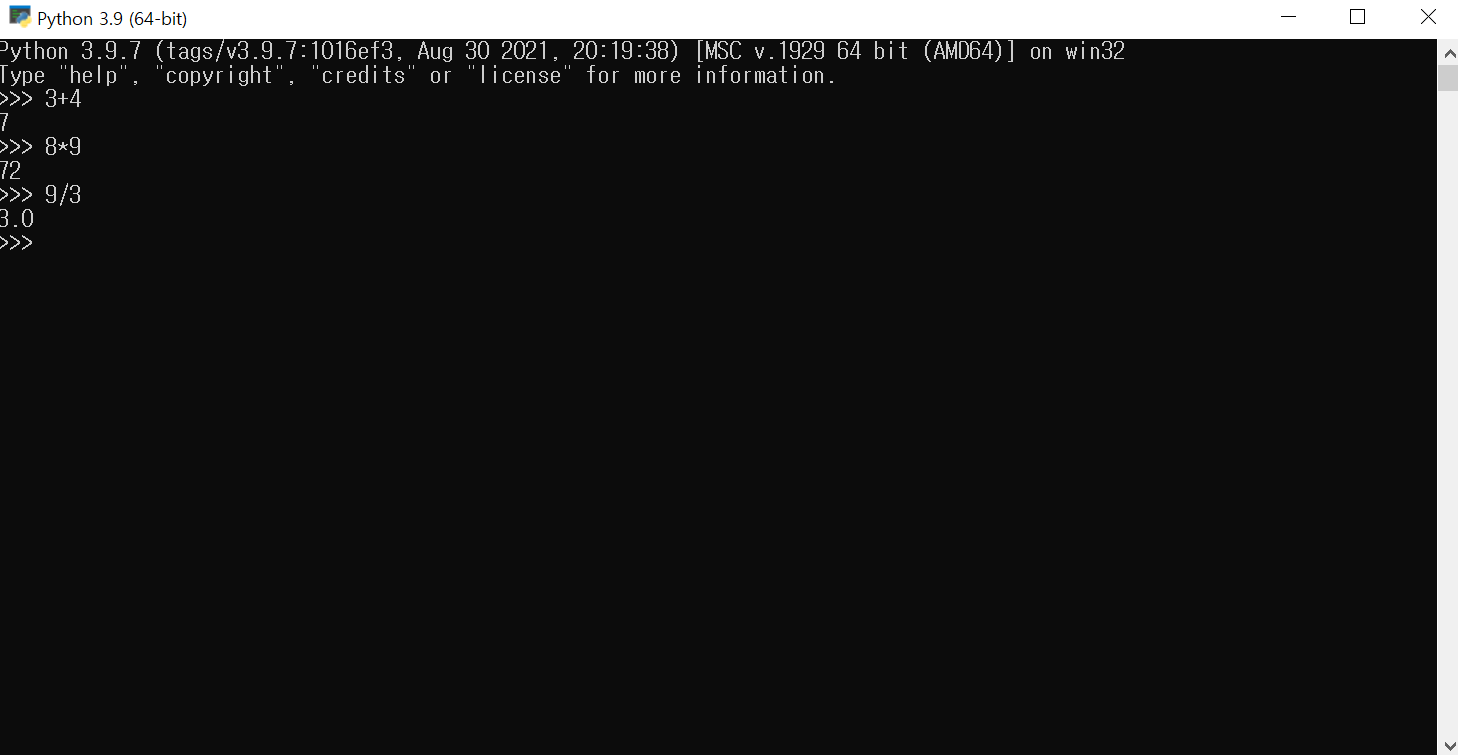 Python 3.9 (64-bit)
Python 3.9.7 (tags/v3.9.7:1016ef3, Aug 30 2021, 20:19:38) [MSC v.1929 64 bit (AMD64)] on win32
Type "help", "copyright", "credits" or "license" for more information.
>>> 3+4
7
>>> 8*9
72
>>> 9/3
3.0
>>>